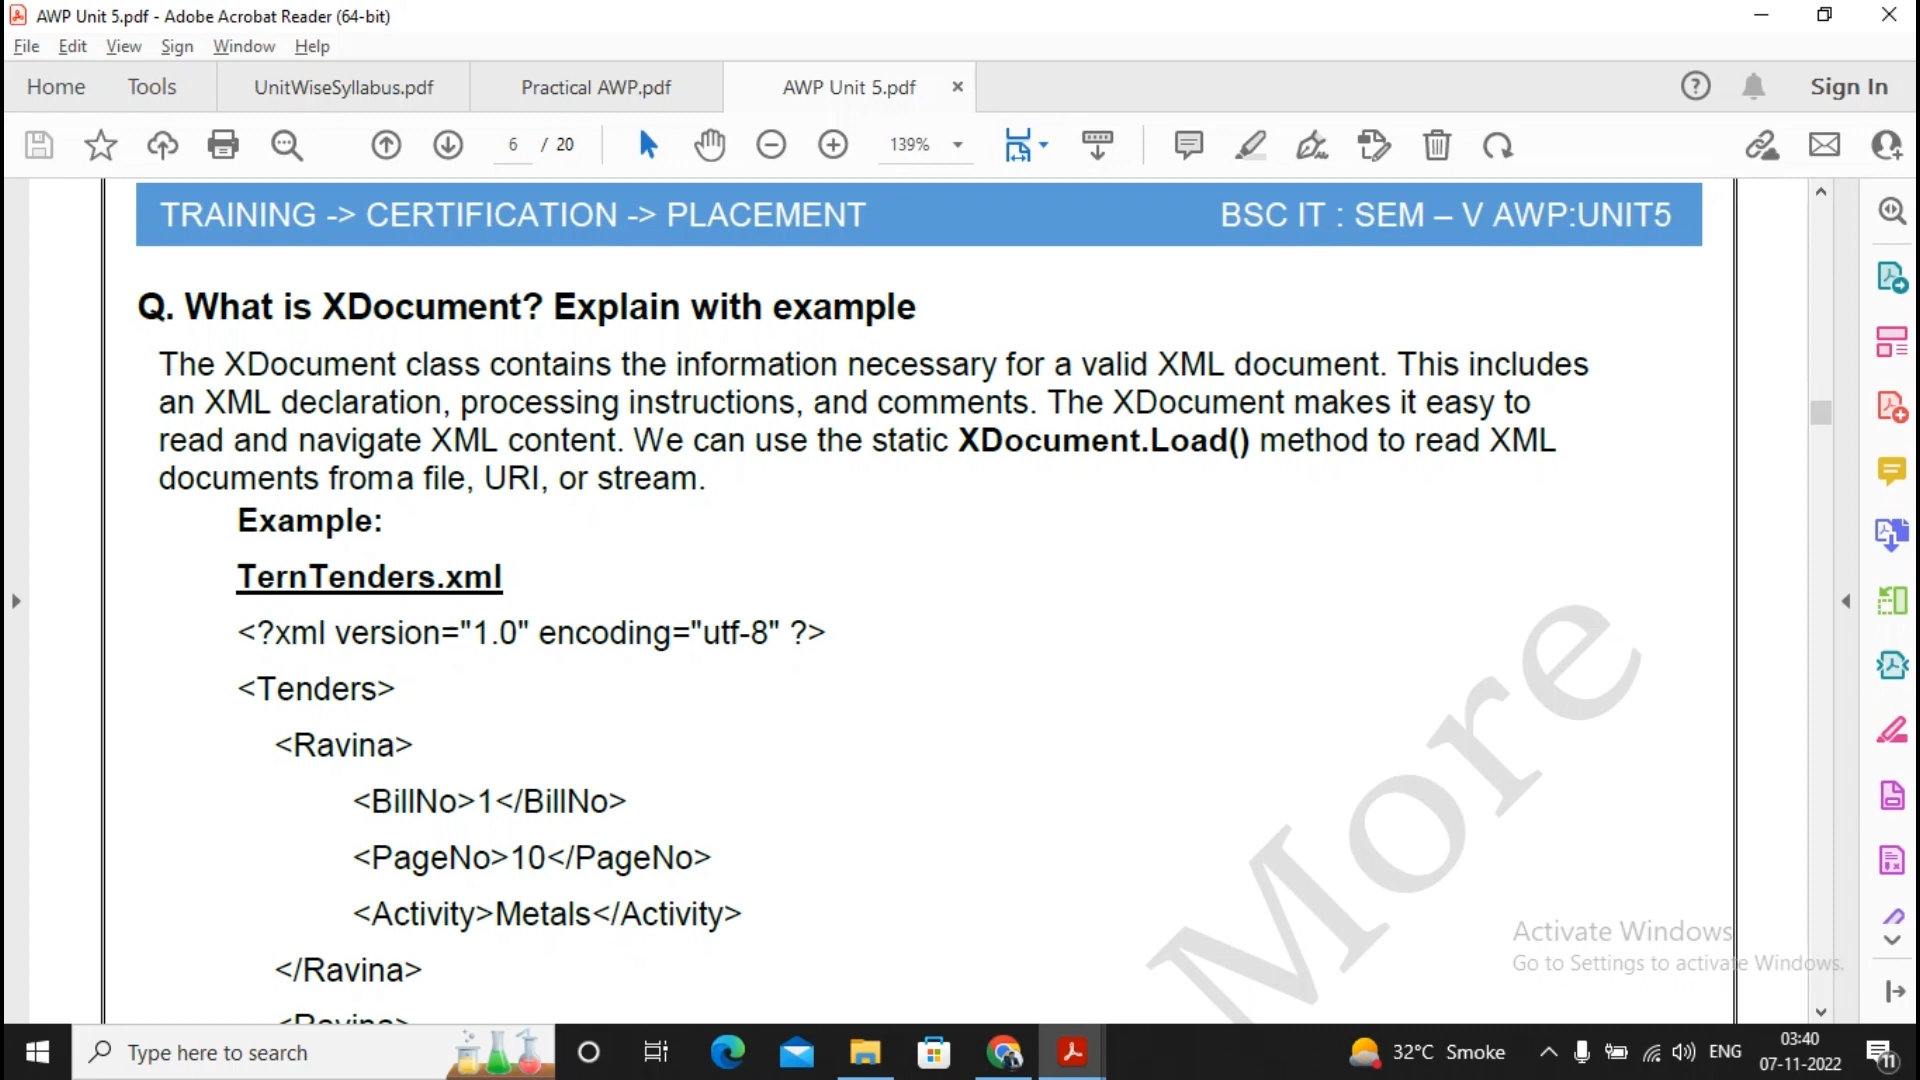 AWP Unit 5.pdf - Adobe Acrobat Reader (64-bit)
File Edit View Sign Window Help
Home Tools UnitWiseSyllabus.pdf Practical AWP.pdf AWP Unit 5.pdf × Sign In
6 / 20 139%
TRAINING -> CERTIFICATION -> PLACEMENT BSC IT : SEM – V AWP:UNIT5
Q. What is XDocument? Explain with example
The XDocument class contains the information necessary for a valid XML document. This includes
an XML declaration, processing instructions, and comments. The XDocument makes it easy to
read and navigate XML content. We can use the static XDocument.Load() method to read XML
documents froma file, URI, or stream.
Example:
TernTenders.xml
<?xml version="1.0" encoding="utf-8" ?>
<Tenders>
<Ravina>
<BillNo>1</BillNo>
<PageNo>10</PageNo>
<Activity>Metals</Activity>
</Ravina>
<Ravina>
More
Activate Windows
Go to Settings to activate Windows.
Type here to search
32°C Smoke
ENG
03:40
07-11-2022
11